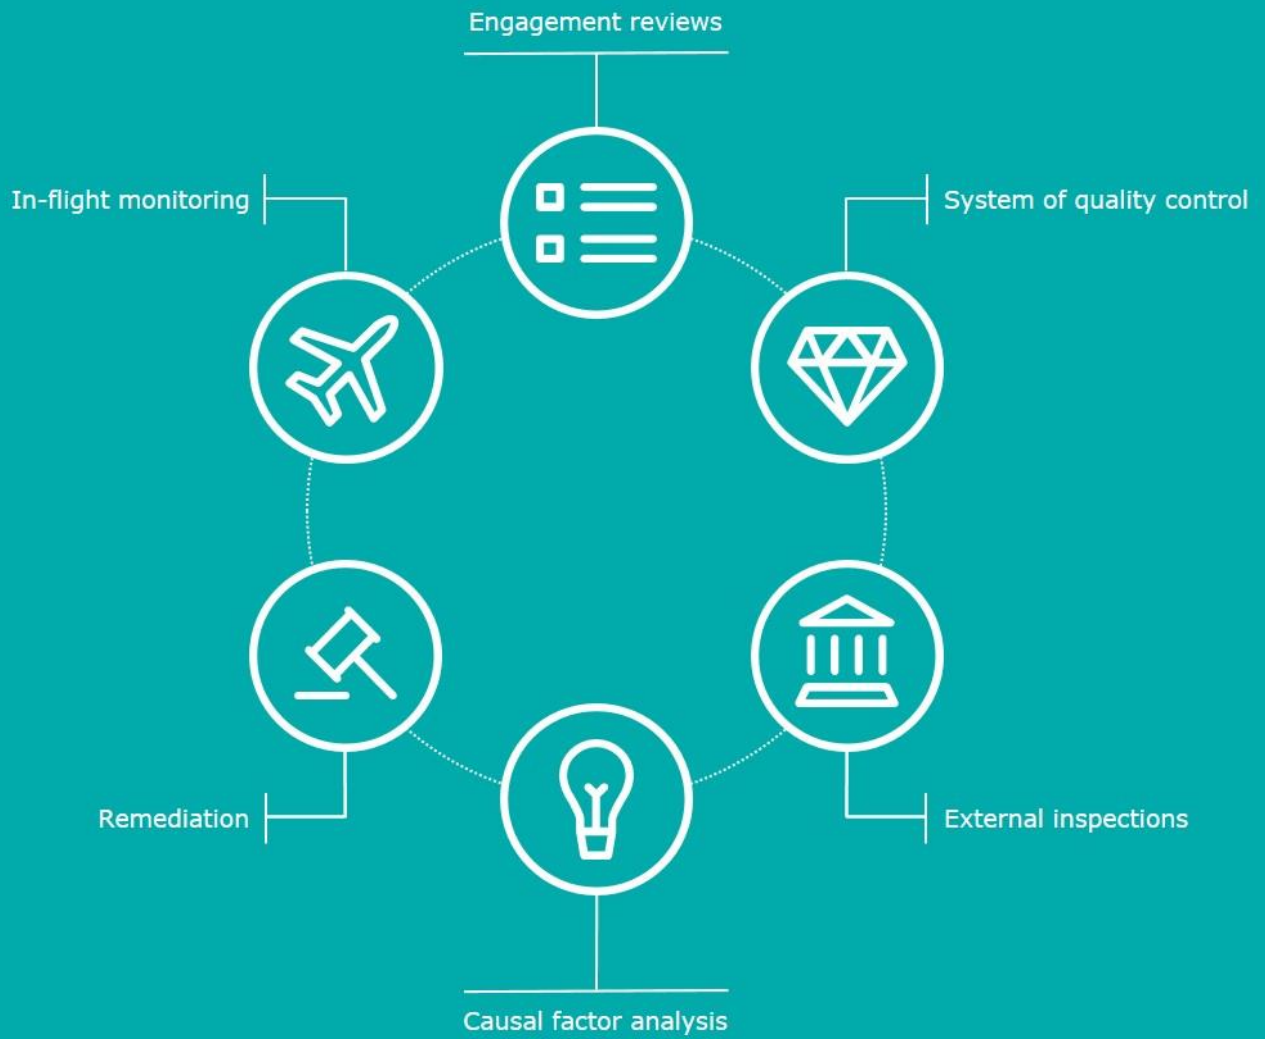 Engagement reviews
In-flight monitoring
System of quality control
Remediation
External inspections
Causal factor analysis